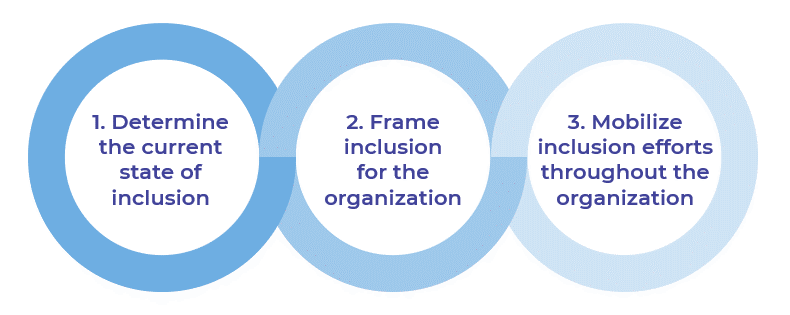 1. Determine
the current
state of
inclusion
2. Frame
inclusion
for the
organization
3. Mobilize
inclusion efforts
throughout the
organization